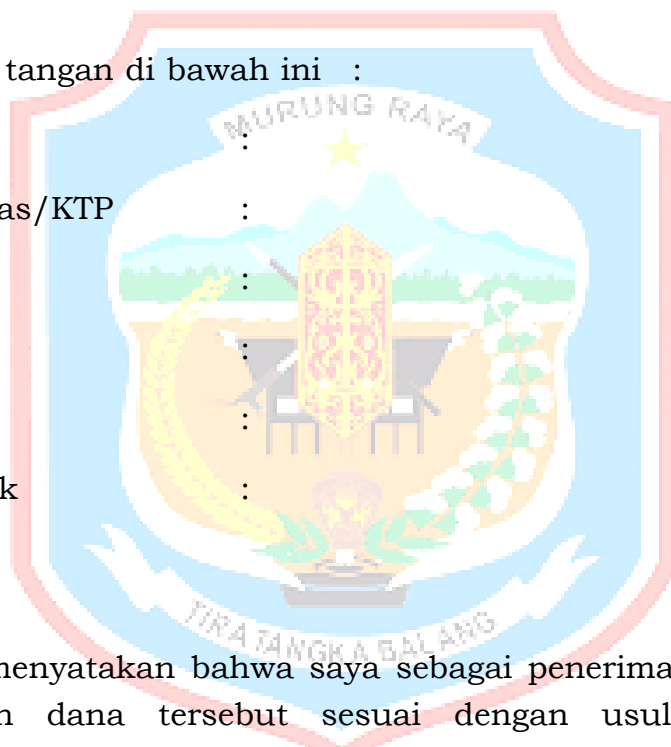 tangan di bawah ini :
MURUNG RAYA
:
as/KTP :
:
:
:
k :
TIRA TANGKA BALANG
menyatakan bahwa saya sebagai penerima
n dana tersebut sesuai dengan usul